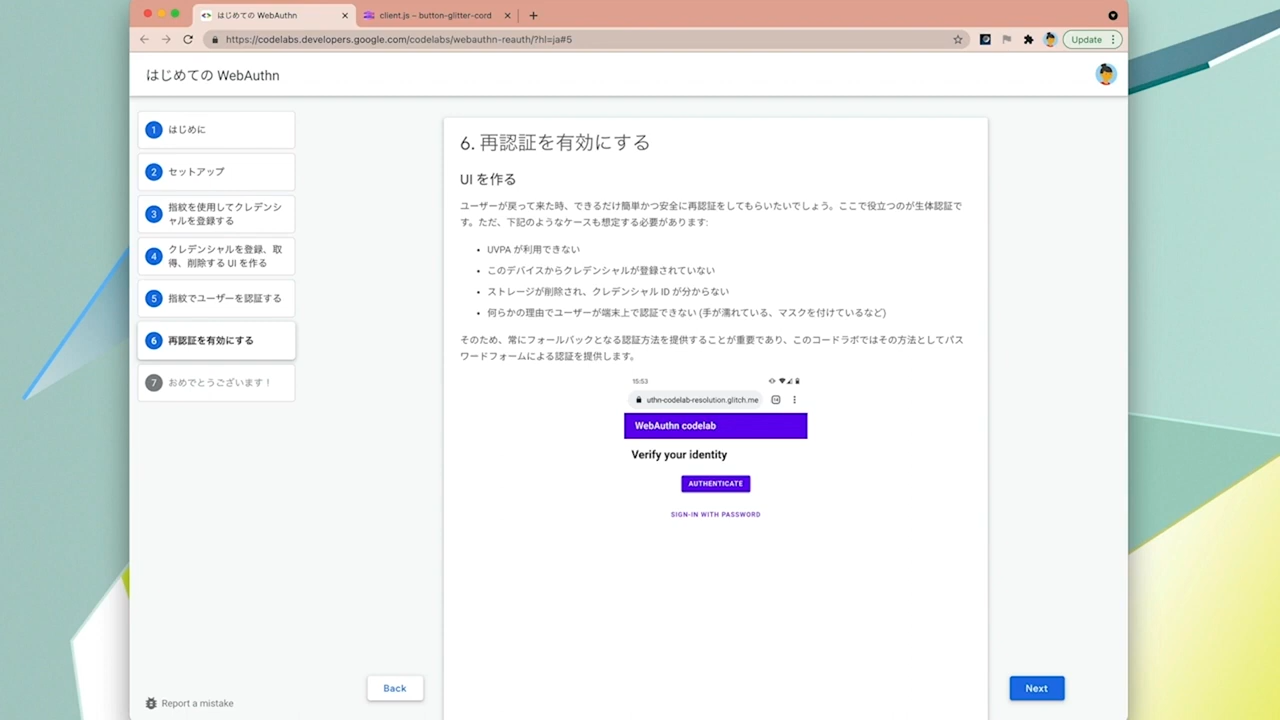 はじめての WebAuthn
client.js – button-glitter-cord
https://codelabs.developers.google.com/codelabs/webauthn-reauth/?hl=ja#5
Update
はじめての WebAuthn
1 はじめに
2 セットアップ
3 指紋を使用してクレデンシ
ャルを登録する
4 クレデンシャルを登録、取
得、削除する UI を作る
5 指紋でユーザーを認証する
6 再認証を有効にする
7 おめでとうございます！
6. 再認証を有効にする
UI を作る
ユーザーが戻って来た時、できるだけ簡単かつ安全に再認証をしてもらいたいでしょう。ここで役立つのが生体認証で
す。ただ、下記のようなケースも想定する必要があります:
• UVPA が利用できない
• このデバイスからクレデンシャルが登録されていない
• ストレージが削除され、クレデンシャル ID が分からない
• 何らかの理由でユーザーが端末上で認証できない (手が濡れている、マスクを付けているなど)
そのため、常にフォールバックとなる認証方法を提供することが重要であり、このコードラボではその方法としてパス
ワードフォームによる認証を提供します。
15:53
uthn-codelab-resolution.glitch.me
WebAuthn codelab
Verify your identity
AUTHENTICATE
SIGN-IN WITH PASSWORD
Back
Next
Report a mistake